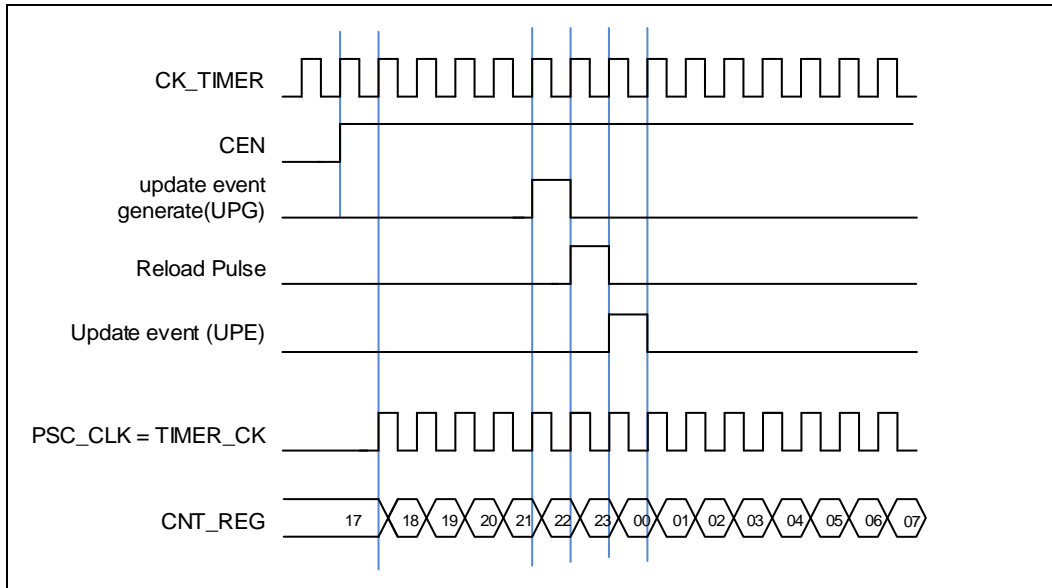 CK_TIMER
CEN
update event
generate(UPG)
Reload Pulse
Update event (UPE)
PSC_CLK = TIMER_CK
CNT_REG 17 18 19 20 21 22 23 00 01 02 03 04 05 06 07